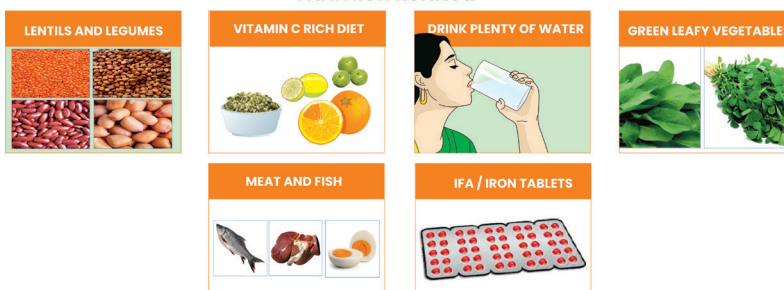 LENTILS AND LEGUMES
VITAMIN C RICH DIET
DRINK PLENTY OF WATER
GREEN LEAFY VEGETABLE
MEAT AND FISH
IFA / IRON TABLETS